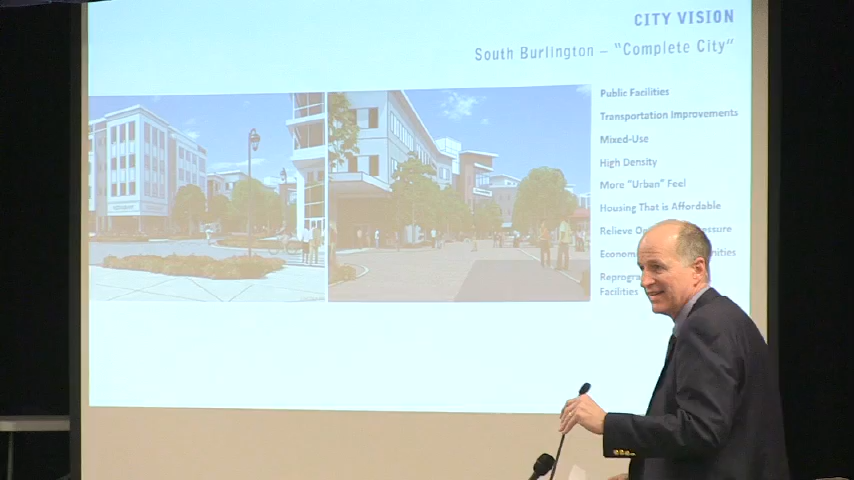 CITY VISION
South Burlington – "Complete City"
Public Facilities
Transportation Improvements
Mixed-Use
High Density
More "Urban" Feel
Housing That is Affordable
Relieve
Facilities